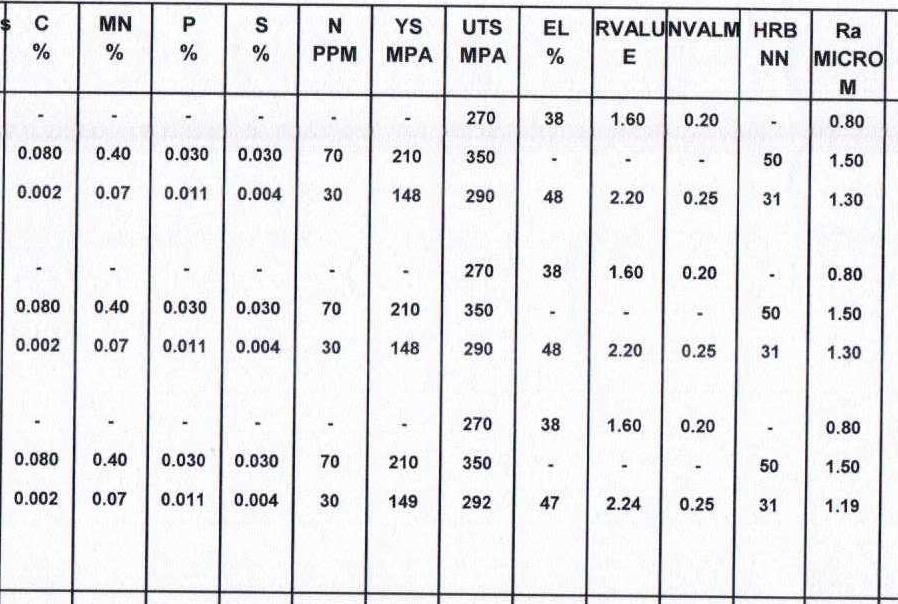 s C MN P S N YS UTS EL RVALU NVALM HRB Ra
% % % % PPM MPA MPA % E NN MICRO
M
- - - - - - 270 38 1.60 0.20 - 0.80
0.080 0.40 0.030 0.030 70 210 350 - - - 50 1.50
0.002 0.07 0.011 0.004 30 148 290 48 2.20 0.25 31 1.30
- - - - - - 270 38 1.60 0.20 - 0.80
0.080 0.40 0.030 0.030 70 210 350 - - - 50 1.50
0.002 0.07 0.011 0.004 30 148 290 48 2.20 0.25 31 1.30
- - - - - - 270 38 1.60 0.20 - 0.80
0.080 0.40 0.030 0.030 70 210 350 - - - 50 1.50
0.002 0.07 0.011 0.004 30 149 292 47 2.24 0.25 31 1.19